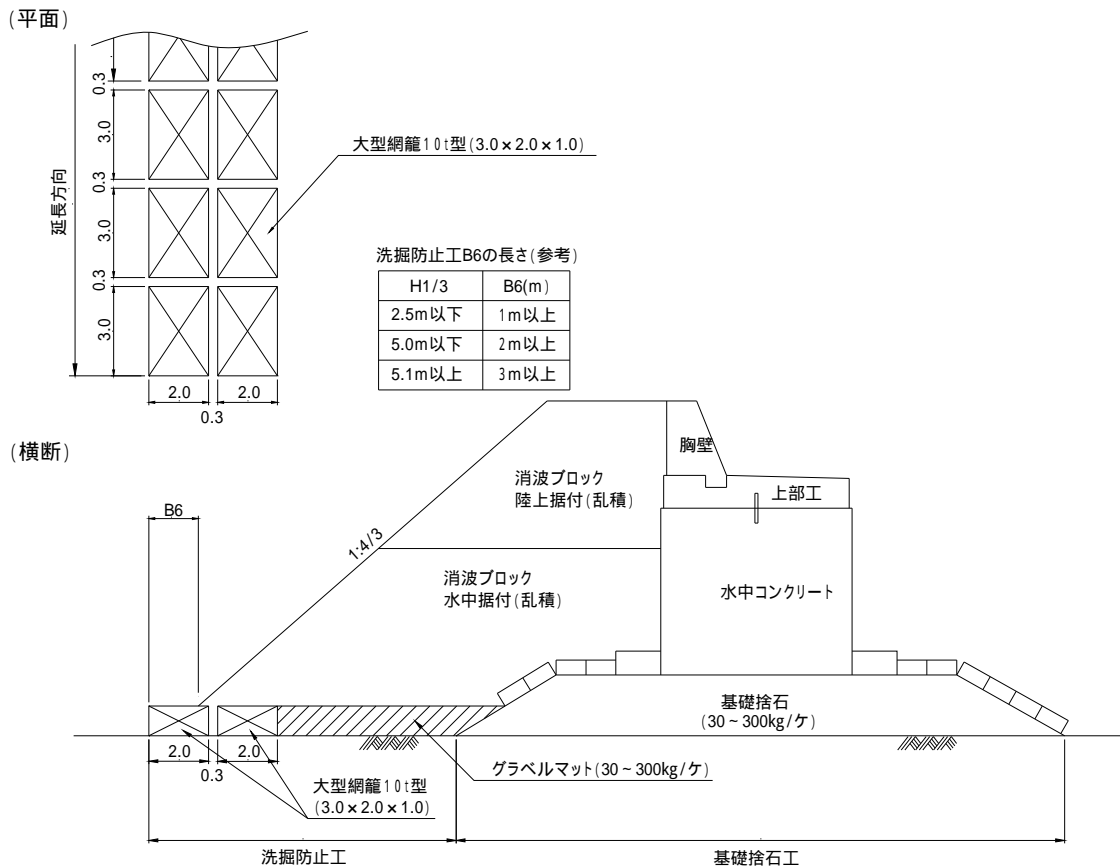 (平面)
0.3
3.0
0.3
3.0
0.3
3.0
延長方向
2.0
2.0
0.3
大型網籠10t型(3.0×2.0×1.0)
洗掘防止工B6の長さ(参考)
H1/3 B6(m)
2.5m以下 1m以上
5.0m以下 2m以上
5.1m以上 3m以上
(横断)
B6
1:4/3
胸壁
上部工
消波ブロック
陸上据付(乱積)
消波ブロック
水中据付(乱積)
水中コンクリート
基礎捨石
(30~300kg/ケ)
2.0
2.0
0.3
大型網籠10t型
(3.0×2.0×1.0)
グラベルマット(30~300kg/ケ)
洗掘防止工
基礎捨石工